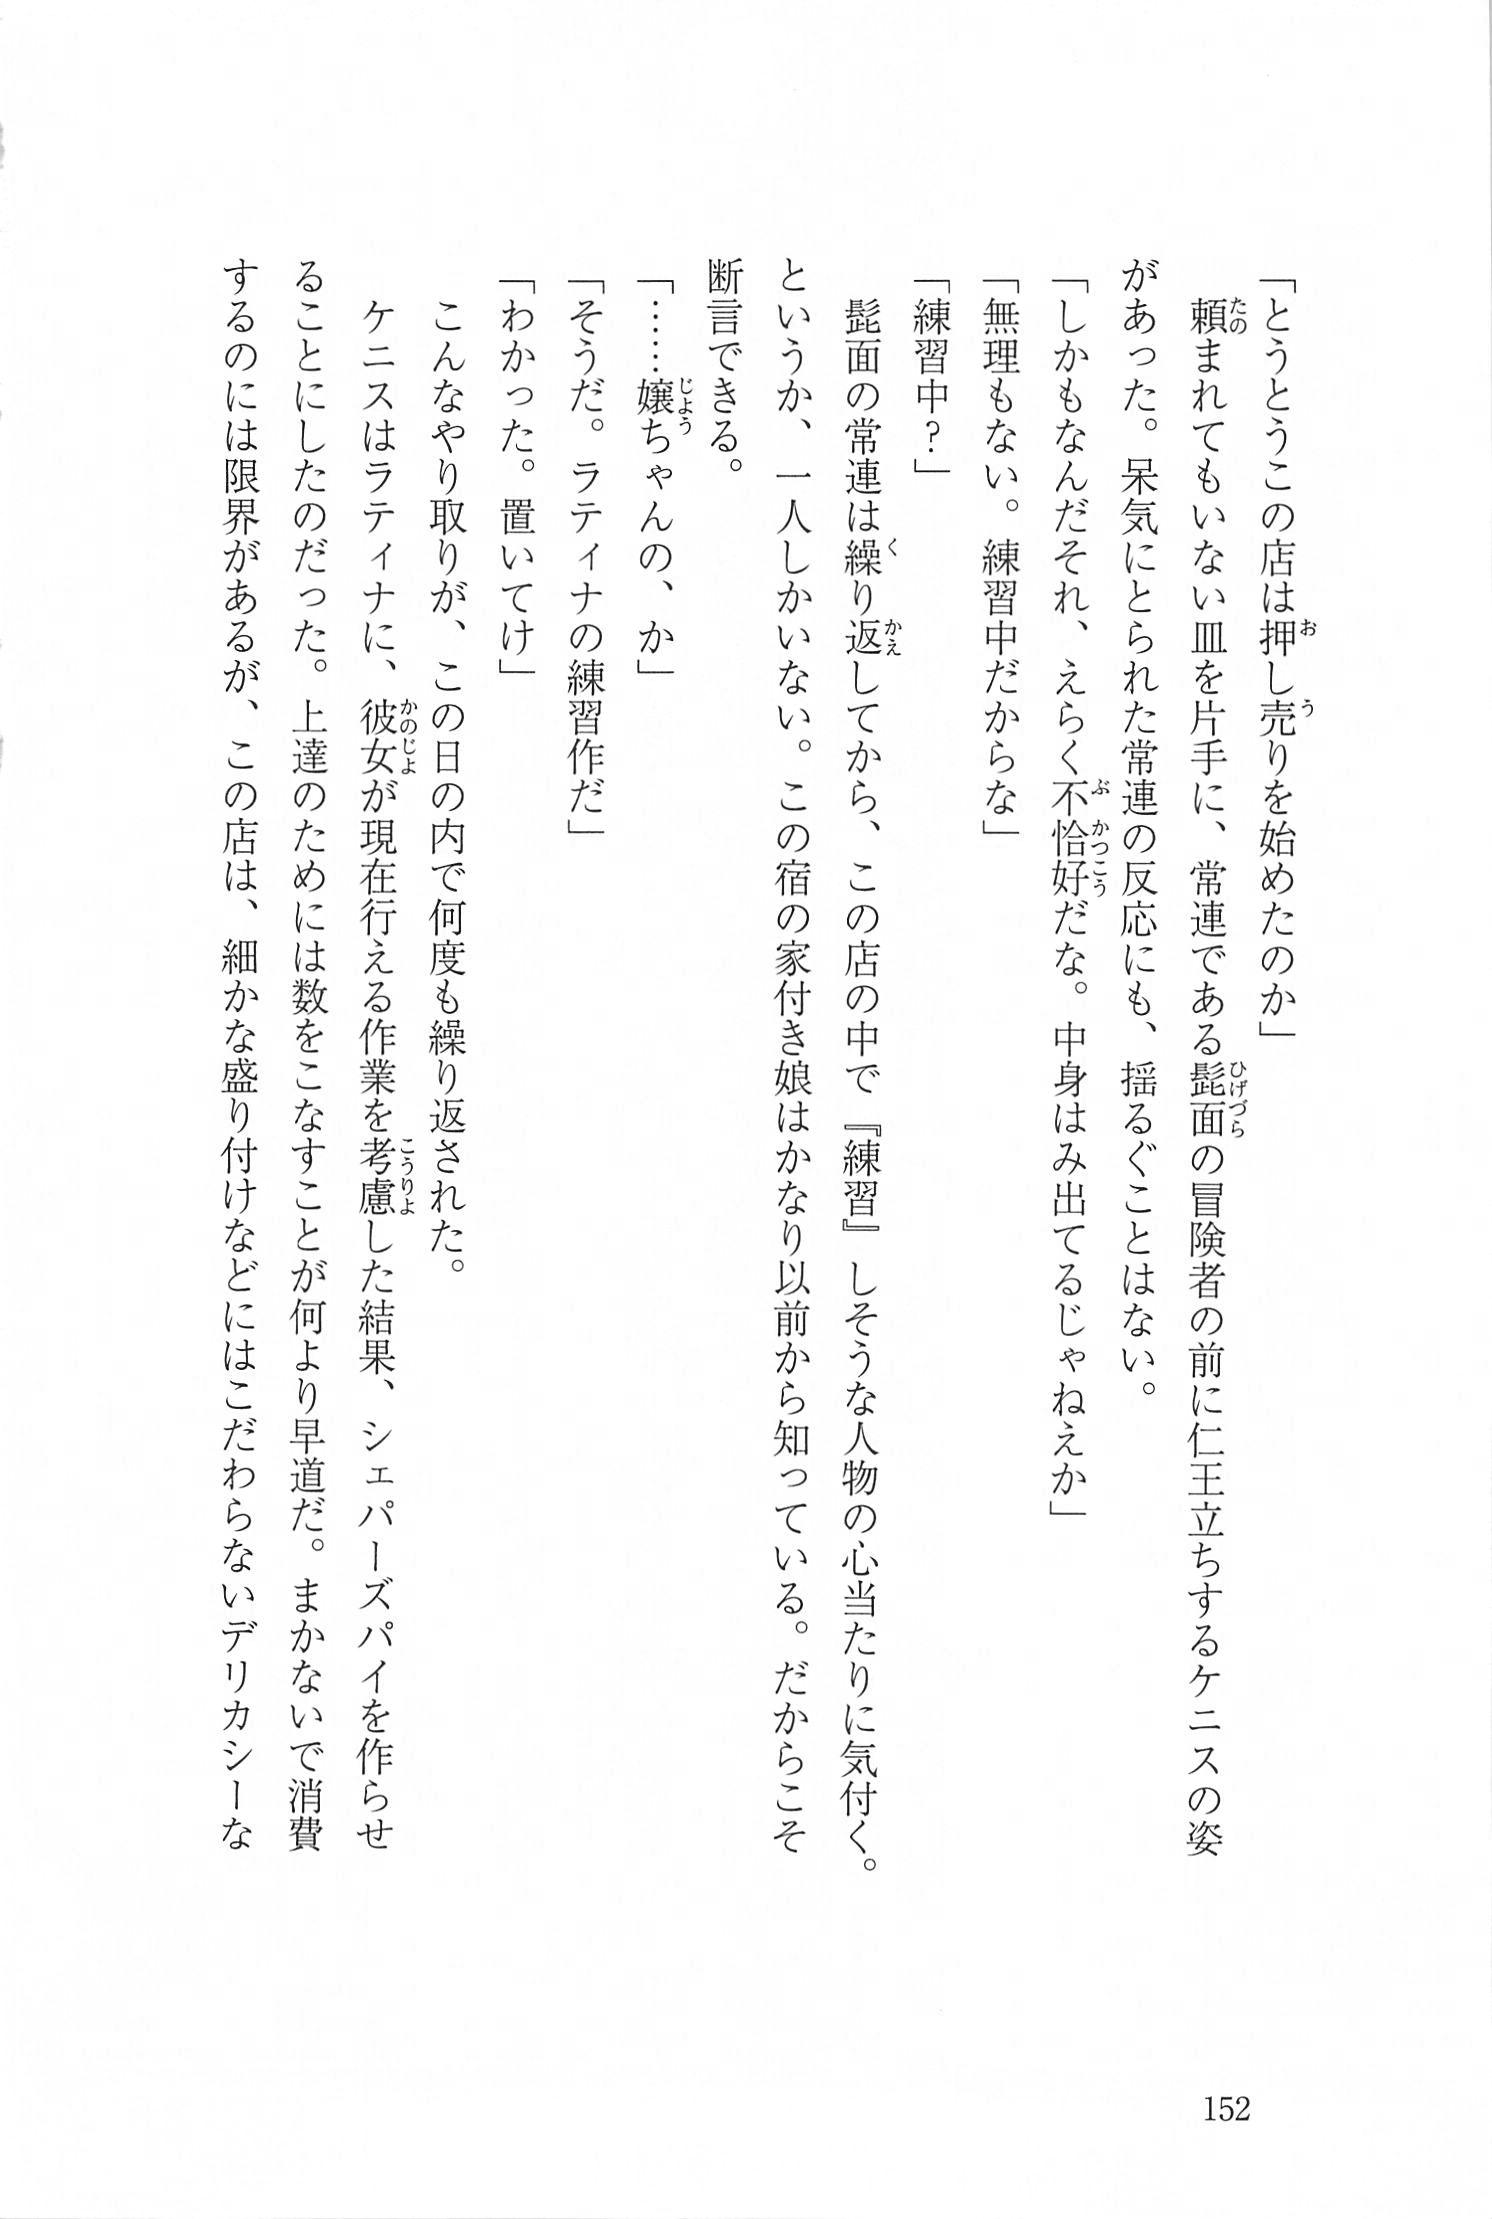 「とうとうこの店は押し売りを始めたのか」
　頼まれてもいない皿を片手に、常連である髭面の冒険者の前に仁王立ちするケニスの姿
があった。呆気にとられた常連の反応にも、揺るぐことはない。
「しかもなんだそれ、えらく不恰好だな。中身はみ出てるじゃねえか」
「無理もない。練習中だからな」
「練習中?」
　髭面の常連は繰り返してから、この店の中で『練習』しそうな人物の心当たりに気付く。
というか、一人しかいない。この宿の家付き娘はかなり以前から知っている。だからこそ
断言できる。
「……嬢ちゃんの、か」
「そうだ。ラティナの練習作だ」
「わかった。置いてけ」
　こんなやり取りが、この日の内で何度も繰り返された。
　ケニスはラティナに、彼女が現在行える作業を考慮した結果、シェパーズパイを作らせ
ることにしたのだった。上達のためには数をこなすことが何より早道だ。まかないで消費
するのには限界があるが、この店は、細かな盛り付けなどにはこだわらないデリカシーな
152